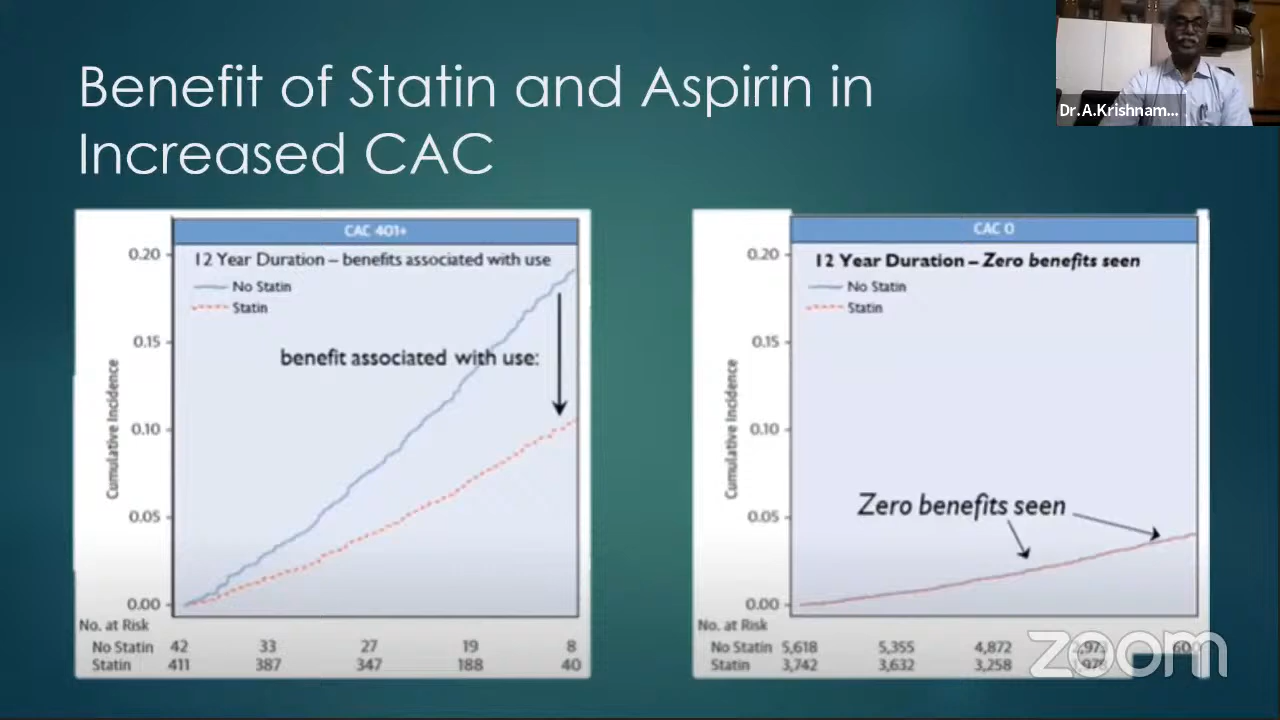 Benefit of Statin and Aspirin in
Increased CAC
Dr.A.Krishnam...
CAC 401+
12 Year Duration – benefits associated with use
No Statin
Statin
benefit associated with use:
0.20
0.15
0.10
0.05
0.00
Cumulative Incidence
No. at Risk
No Statin 42 33 27 19 8
Statin 411 387 347 188 40
CAC 0
12 Year Duration – Zero benefits seen
No Statin
Statin
Zero benefits seen
0.20
0.15
0.10
0.05
0.00
Cumulative Incidence
No. at Risk
No Statin 5,618 5,355 4,872 600
Statin 3,742 3,632 3,258
zoom